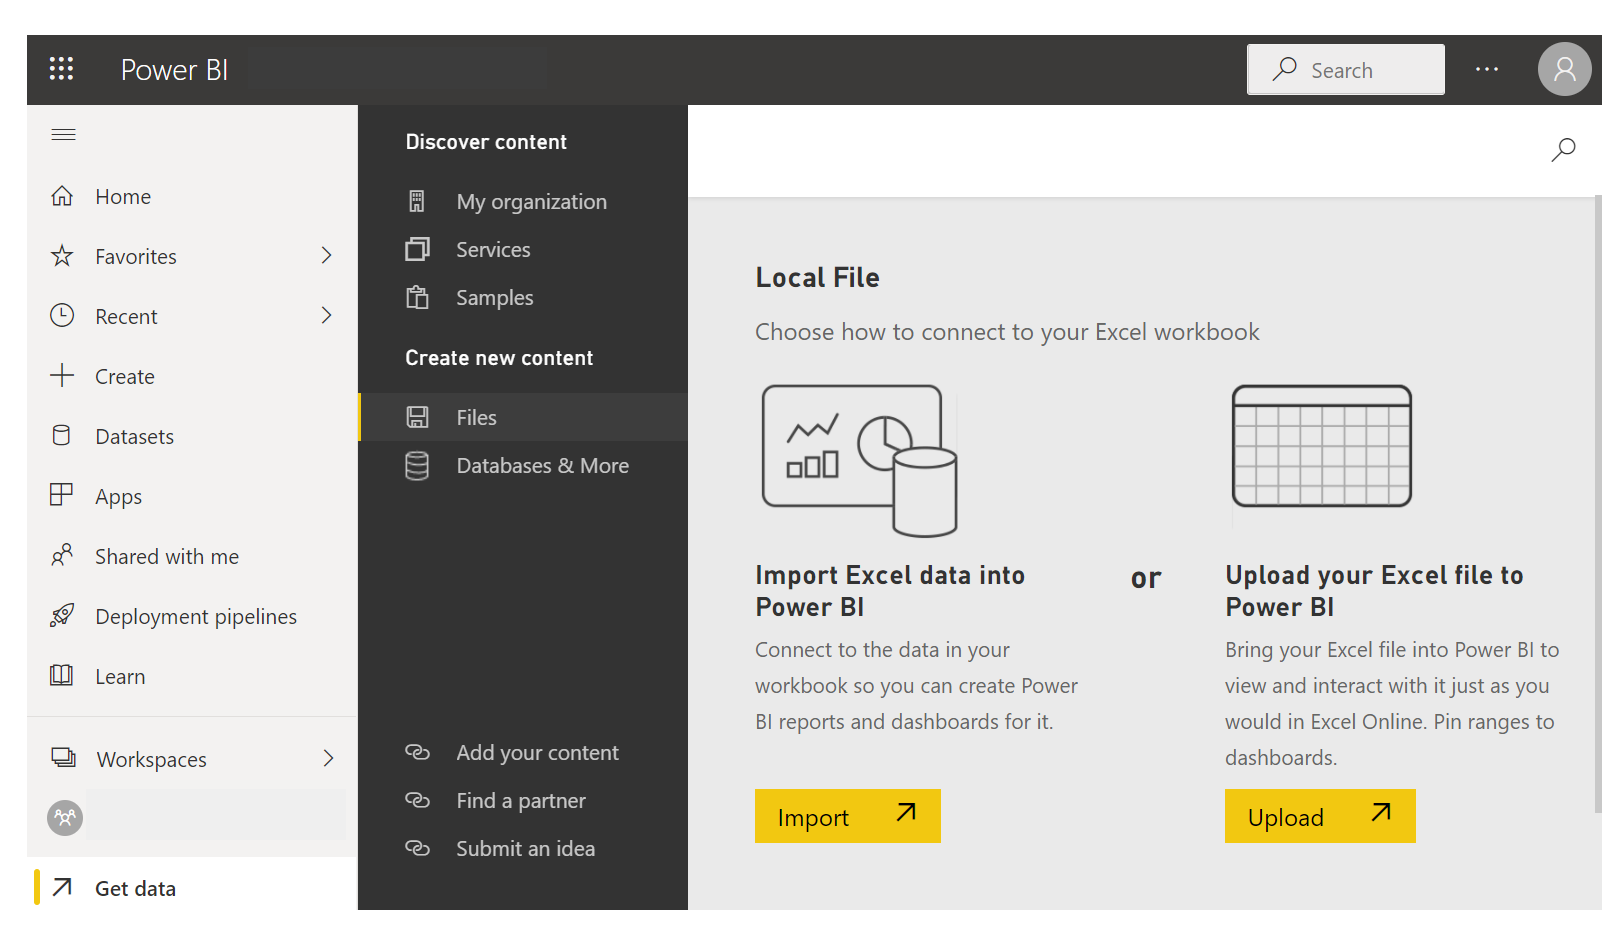 Power BI
Search
Home
Favorites
Recent
Create
Datasets
Apps
Shared with me
Deployment pipelines
Learn
Workspaces
Get data
Discover content
My organization
Services
Samples
Create new content
Files
Databases & More
Add your content
Find a partner
Submit an idea
Local File
Choose how to connect to your Excel workbook
Import Excel data into
Power BI
Connect to the data in your
workbook so you can create Power
BI reports and dashboards for it.
Import
or
Upload your Excel file to
Power BI
Bring your Excel file into Power BI to
view and interact with it just as you
would in Excel Online. Pin ranges to
dashboards.
Upload